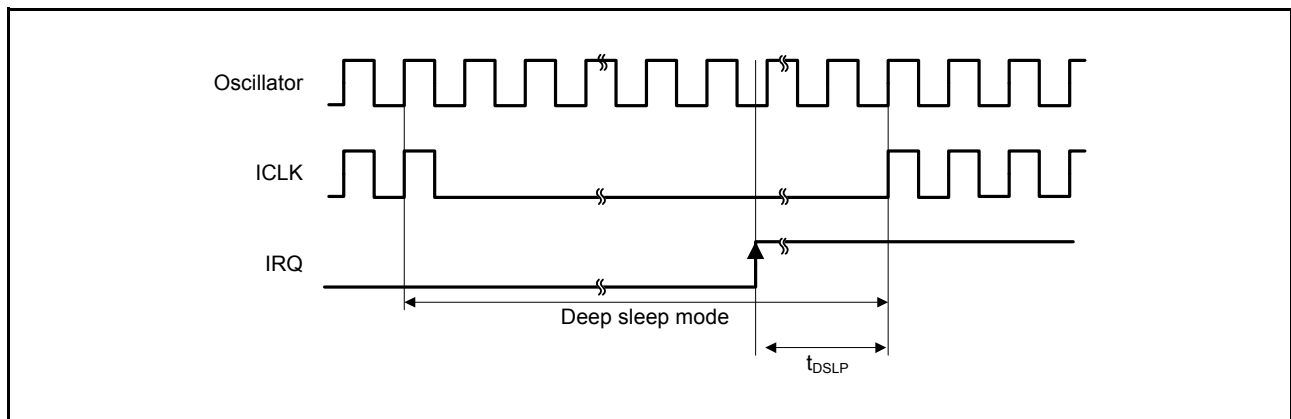 Oscillator
ICLK
IRQ
Deep sleep mode
tDSLP